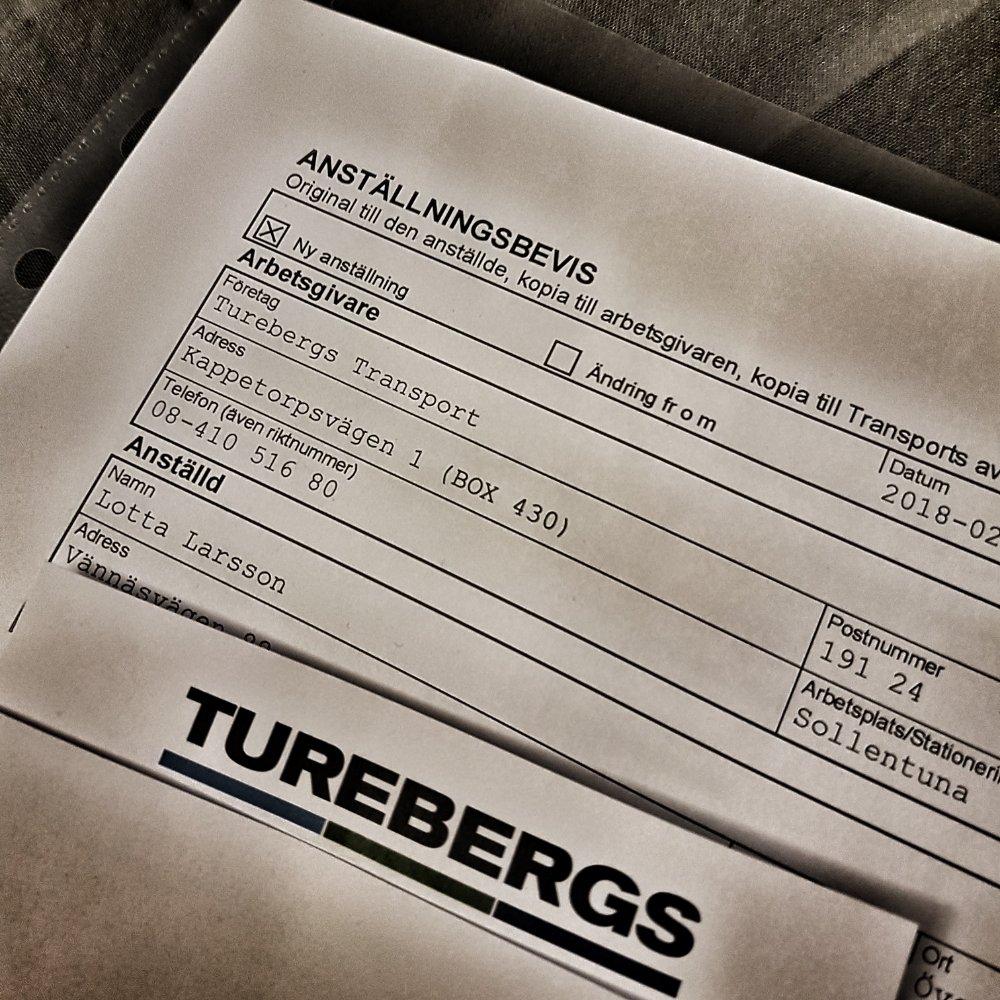 ANSTÄLLNINGSBEVIS
Original till den anställde, kopia till arbetsgivaren, kopia till Transports
Ny anställning
Ändring fr o m
Datum
2018-02
Arbetsgivare
Företag
Turebergs Transport
Adress
Kappetorpsvägen 1 (BOX 430)
Postnummer
191 24
Telefon (även riktnummer)
08-410 516 80
Arbetsplats/Stationeri
Sollentuna
Anställd
Namn
Lotta Larsson
Adress
Vännäsvägen
Ort
TUREBERGS